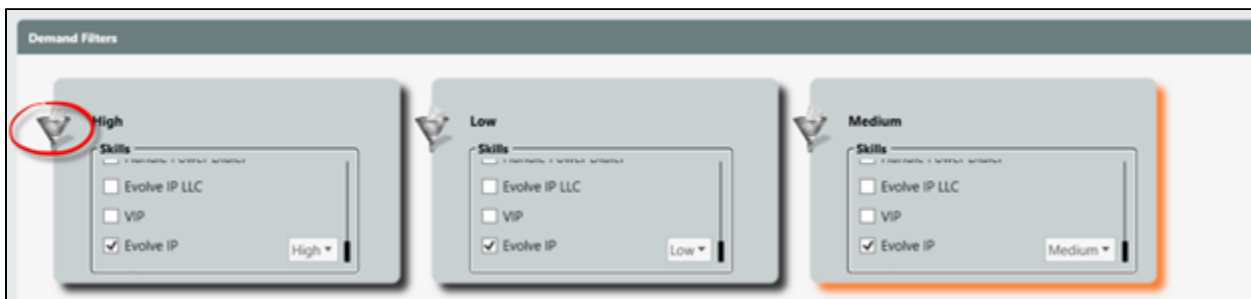 Demand Filters
High
Skills
Evolve IP LLC
VIP
Evolve IP High
Low
Skills
Evolve IP LLC
VIP
Evolve IP Low
Medium
Skills
Evolve IP LLC
VIP
Evolve IP Medium